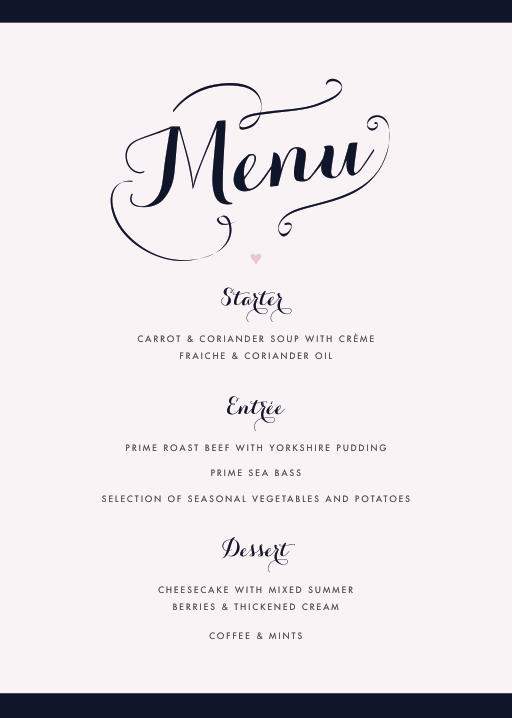 Menu
Starter
CARROT & CORIANDER SOUP WITH CRÈME
FRAICHE & CORIANDER OIL
Entrée
PRIME ROAST BEEF WITH YORKSHIRE PUDDING
PRIME SEA BASS
SELECTION OF SEASONAL VEGETABLES AND POTATOES
Dessert
CHEESECAKE WITH MIXED SUMMER
BERRIES & THICKENED CREAM
COFFEE & MINTS